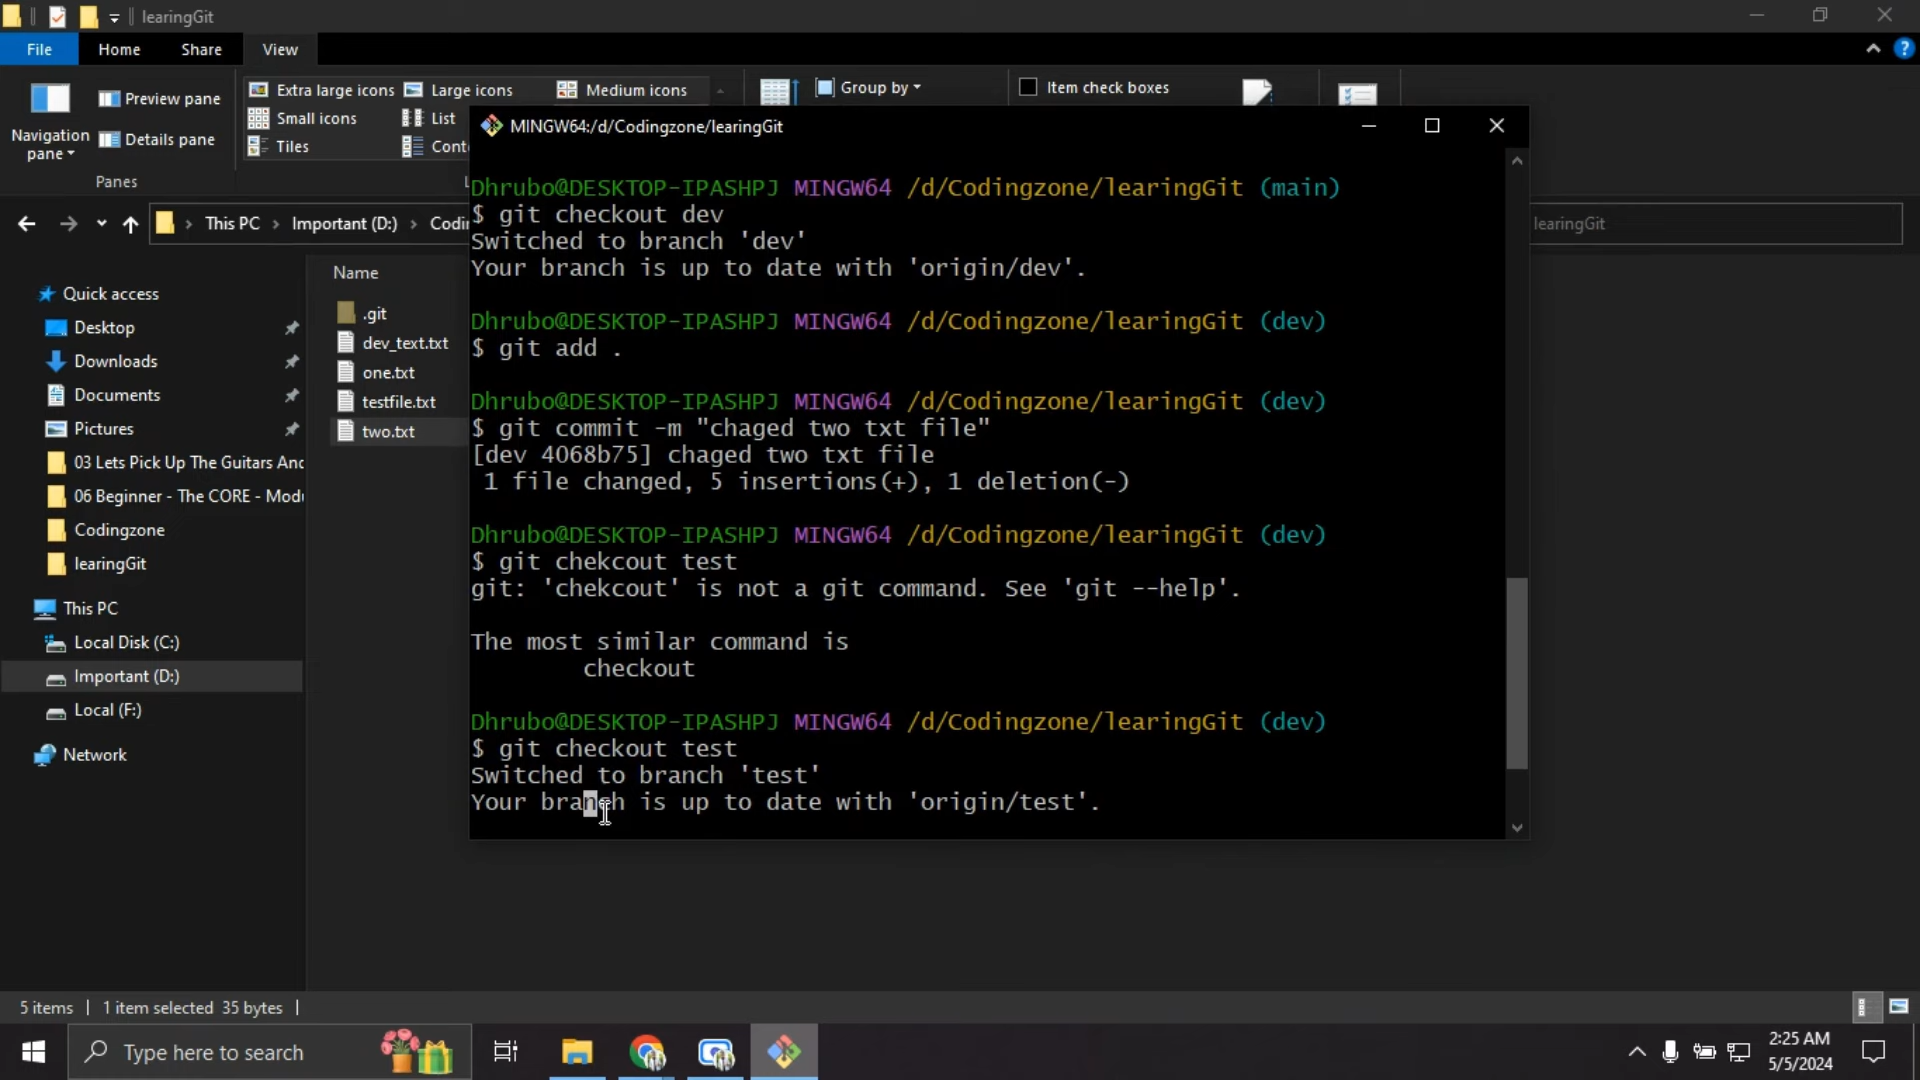 learingGit
File Home Share View
Preview pane
Details pane
Navigation pane
Panes
Extra large icons Large icons Medium icons
Small icons List
Tiles Conte
Group by
Item check boxes
This PC Important (D:)
learingGit
Quick access
Desktop
Downloads
Documents
Pictures
03 Lets Pick Up The Guitars And
06 Beginner - The CORE - Modu
Codingzone
learingGit
This PC
Local Disk (C:)
Important (D:)
Local (F:)
Network
Name
.git
dev_text.txt
one.txt
testfile.txt
two.txt
MINGW64:/d/Codingzone/learingGit
Dhrubo@DESKTOP-IPASHPJ MINGW64 /d/Codingzone/learingGit (main)
$ git checkout dev
Switched to branch 'dev'
Your branch is up to date with 'origin/dev'.
Dhrubo@DESKTOP-IPASHPJ MINGW64 /d/Codingzone/learingGit (dev)
$ git add .
Dhrubo@DESKTOP-IPASHPJ MINGW64 /d/Codingzone/learingGit (dev)
$ git commit -m "chaged two txt file"
[dev 4068b75] chaged two txt file
1 file changed, 5 insertions(+), 1 deletion(-)
Dhrubo@DESKTOP-IPASHPJ MINGW64 /d/Codingzone/learingGit (dev)
$ git chekcout test
git: 'chekcout' is not a git command. See 'git --help'.
The most similar command is
checkout
Dhrubo@DESKTOP-IPASHPJ MINGW64 /d/Codingzone/learingGit (dev)
$ git checkout test
Switched to branch 'test'
Your branch is up to date with 'origin/test'.
5 items 1 item selected 35 bytes
Type here to search
2:25 AM
5/5/2024